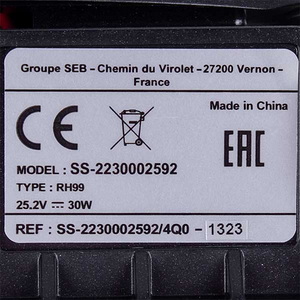 Groupe SEB – Chemin du Virolet – 27200 Vernon –
France
Made in China
CE
EAC
MODEL : SS-2230002592
TYPE : RH99
25.2V ⎓ 30W
REF : SS-2230002592/4Q0 – 1323